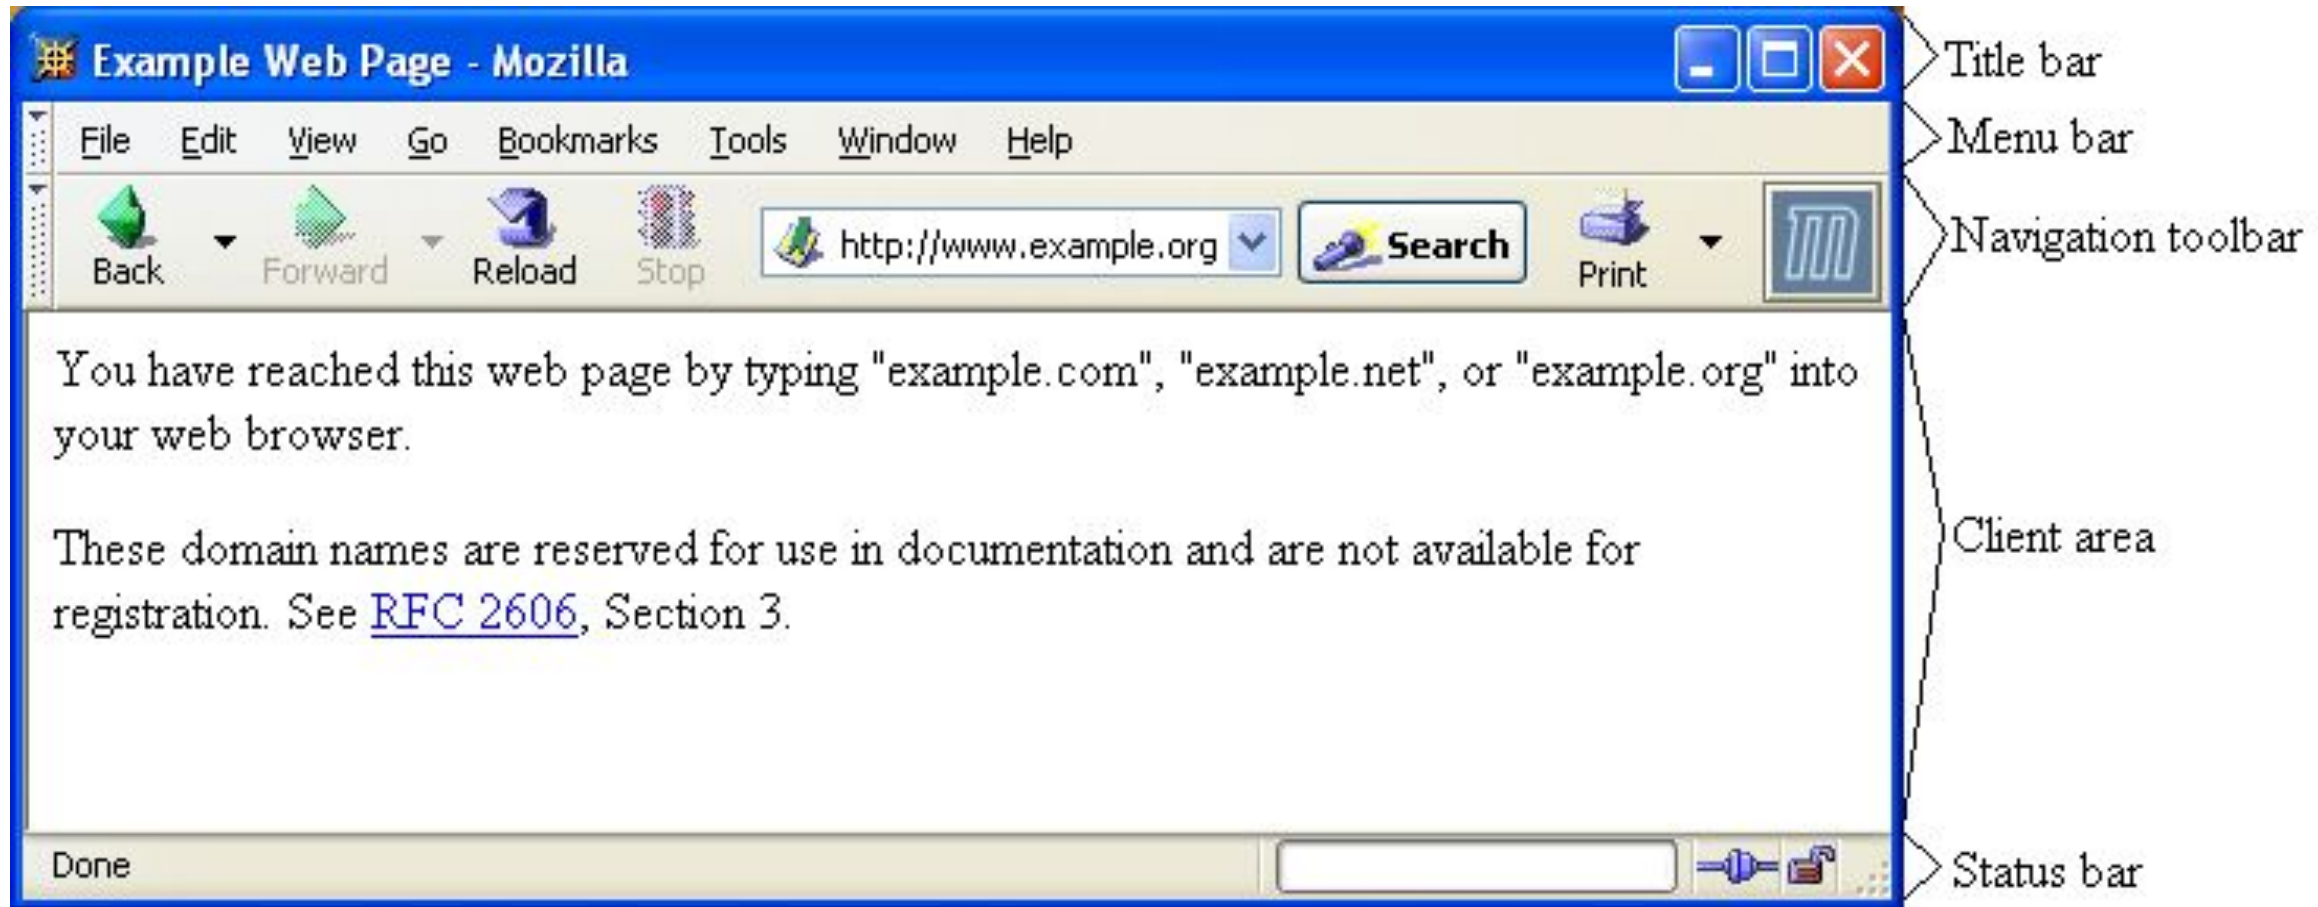 Example Web Page - Mozilla
Title bar
File Edit View Go Bookmarks Tools Window Help
Menu bar
Back Forward Reload Stop http://www.example.org Search Print
Navigation toolbar
You have reached this web page by typing "example.com", "example.net", or "example.org" into
your web browser.
These domain names are reserved for use in documentation and are not available for
registration. See RFC 2606, Section 3.
Client area
Done
Status bar